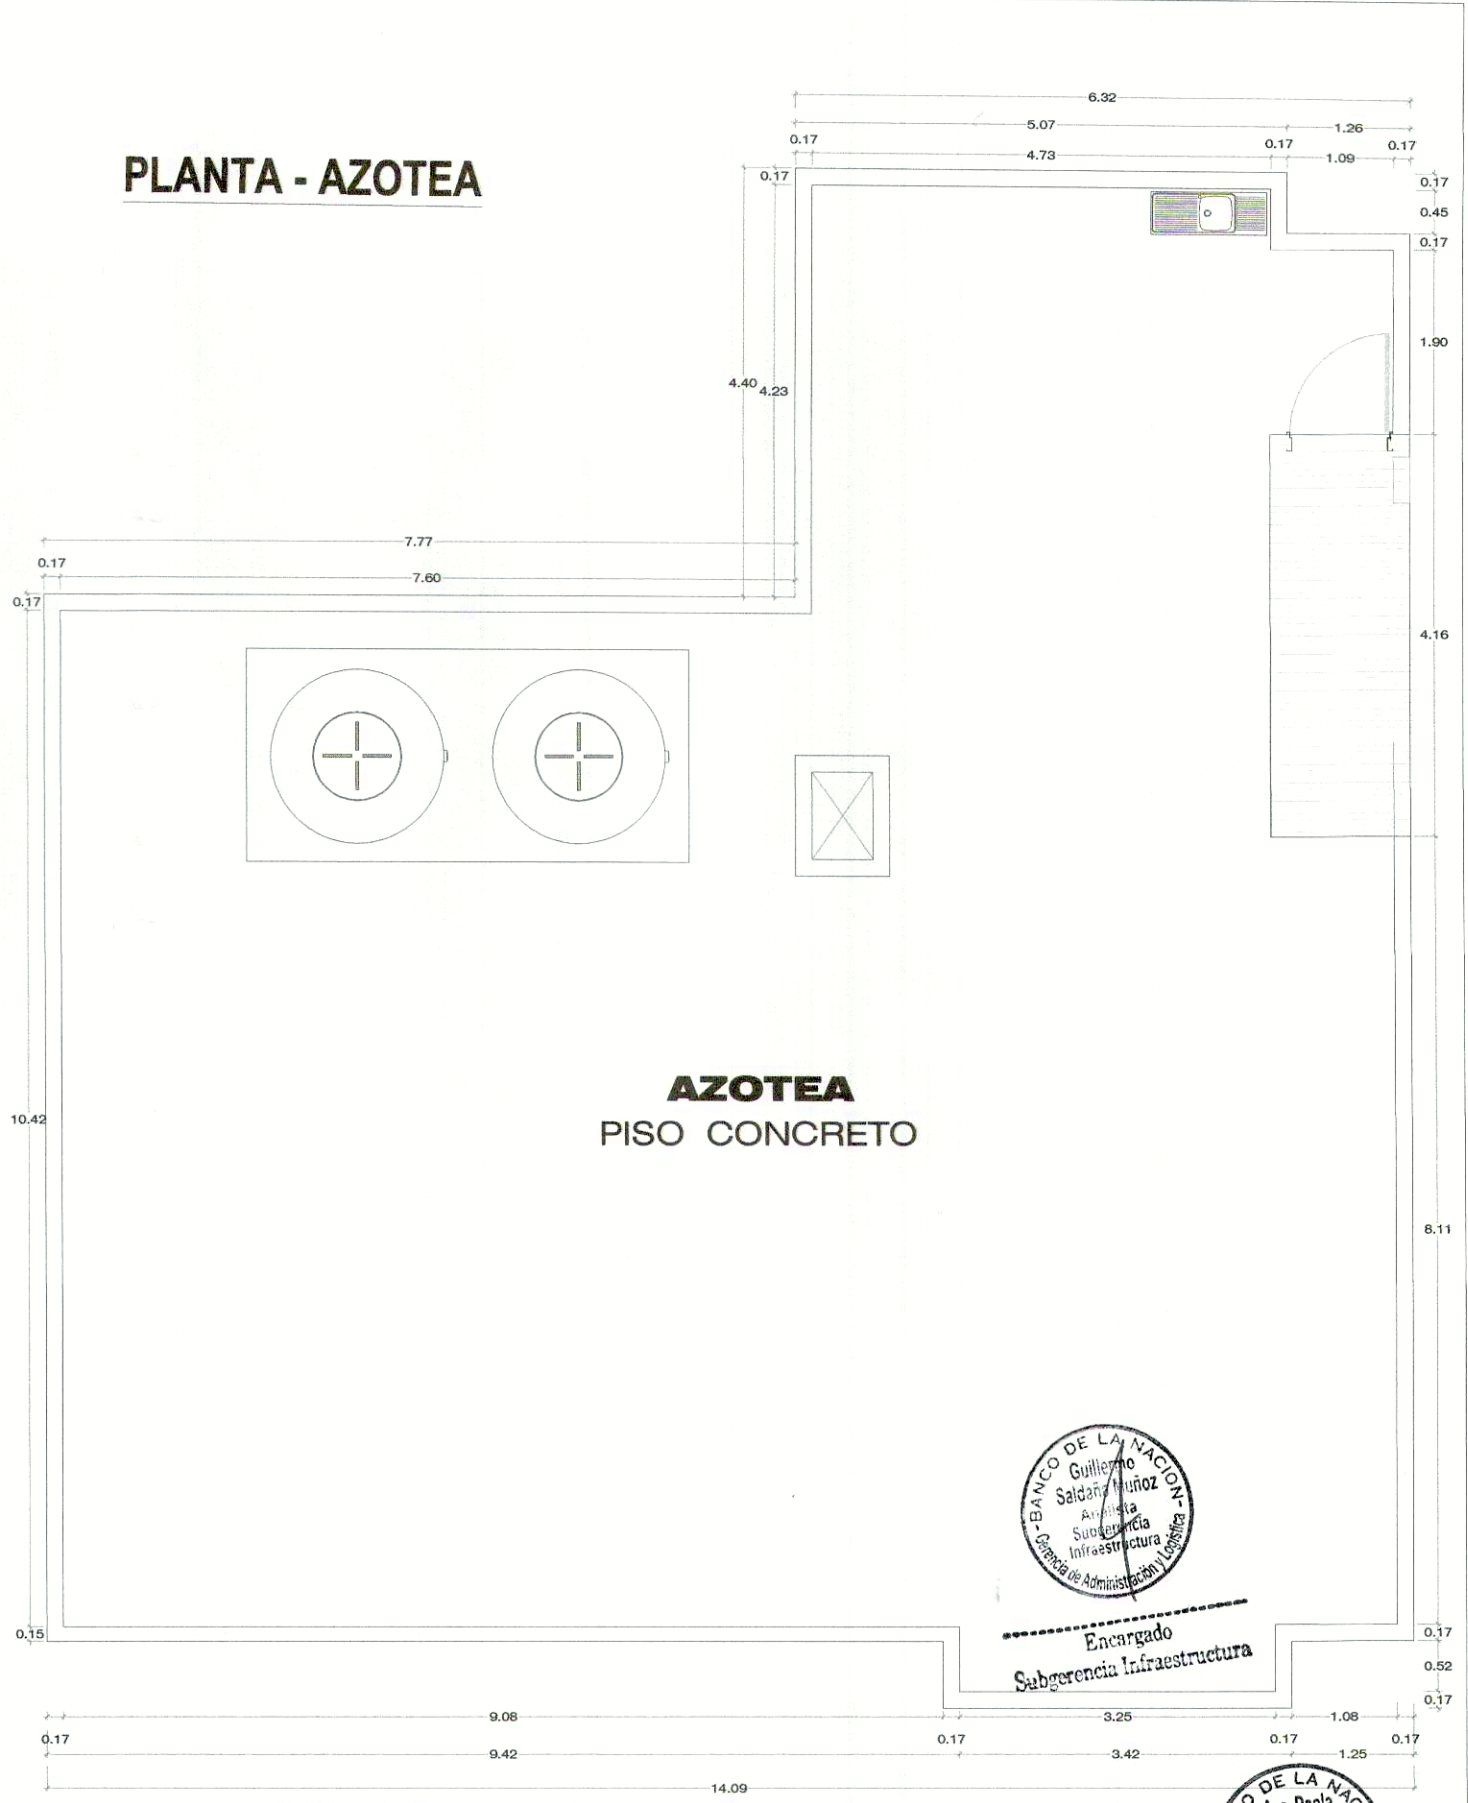 6.32
5.07
1.26
0.17
0.17
0.17
4.73
1.09
PLANTA - AZOTEA
0.17
0.17
0.45
0.17
1.90
4.40
4.23
7.77
0.17
7.60
0.17
4.16
AZOTEA
PISO CONCRETO
10.42
8.11
- BANCO DE LA NACION -
Guillermo
Saldaña Muñoz
Analista
Subgerencia
Infraestructura
Gerencia de Administración y Logística
0.15
0.17
Encargado
Subgerencia Infraestructura
0.52
0.17
9.08
3.25
1.08
0.17
0.17
0.17
0.17
9.42
3.42
1.25
14.09
DE LA